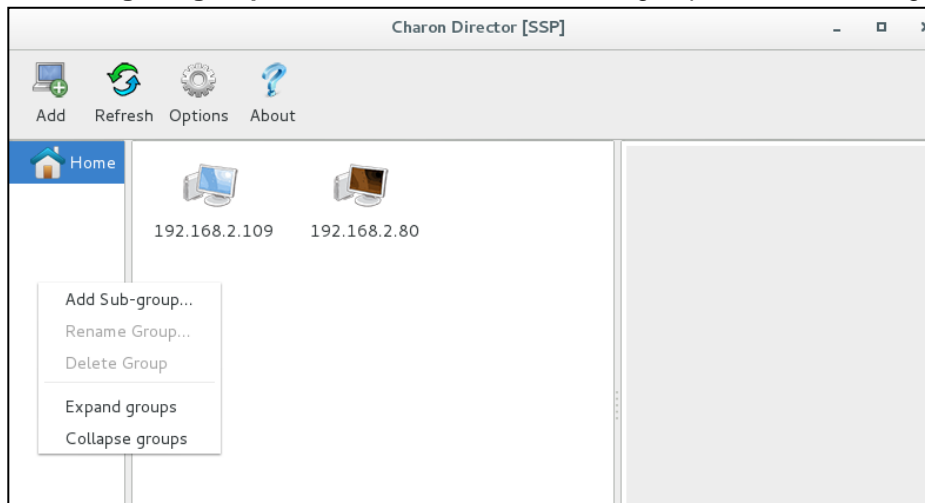 Charon Director [SSP]
Add Refresh Options About
Home
192.168.2.109 192.168.2.80
Add Sub-group...
Rename Group...
Delete Group
Expand groups
Collapse groups